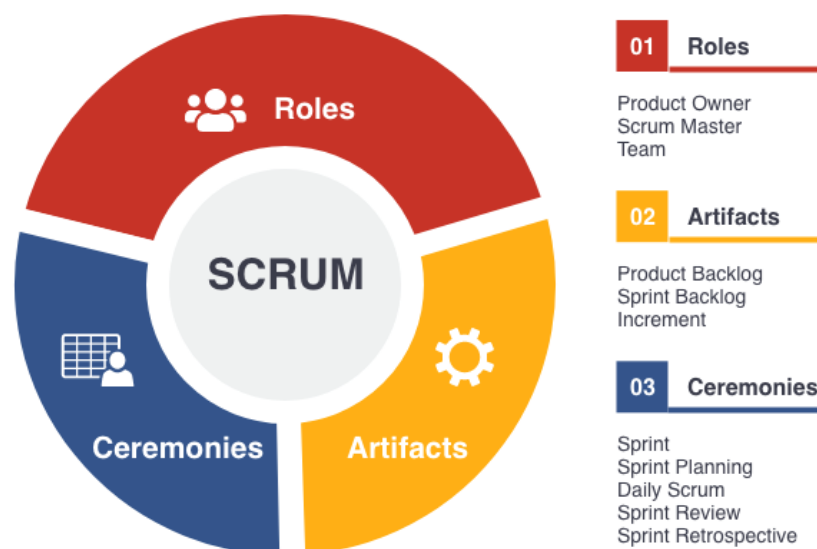 Roles
SCRUM
Ceremonies
Artifacts
01 Roles
Product Owner
Scrum Master
Team
02 Artifacts
Product Backlog
Sprint Backlog
Increment
03 Ceremonies
Sprint
Sprint Planning
Daily Scrum
Sprint Review
Sprint Retrospective